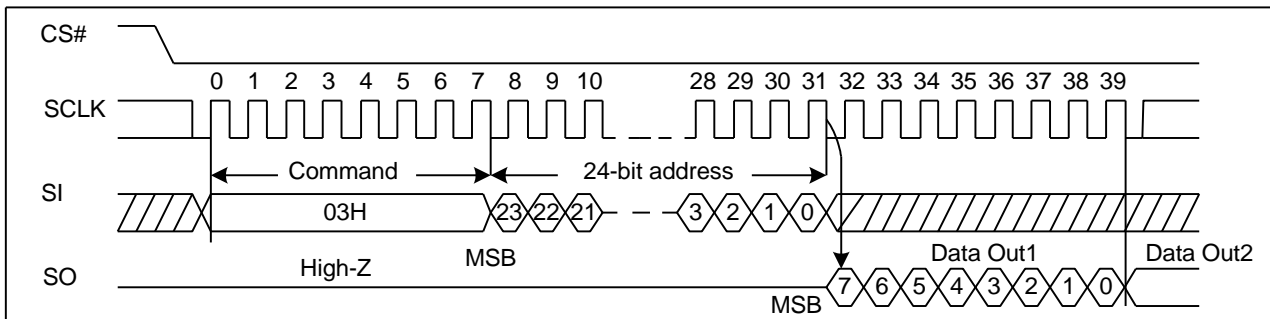 CS#
0 1 2 3 4 5 6 7 8 9 10 28 29 30 31 32 33 34 35 36 37 38 39
SCLK
Command 24-bit address
SI
03H 23 22 21 3 2 1 0
High-Z MSB Data Out1 Data Out2
SO
MSB 7 6 5 4 3 2 1 0